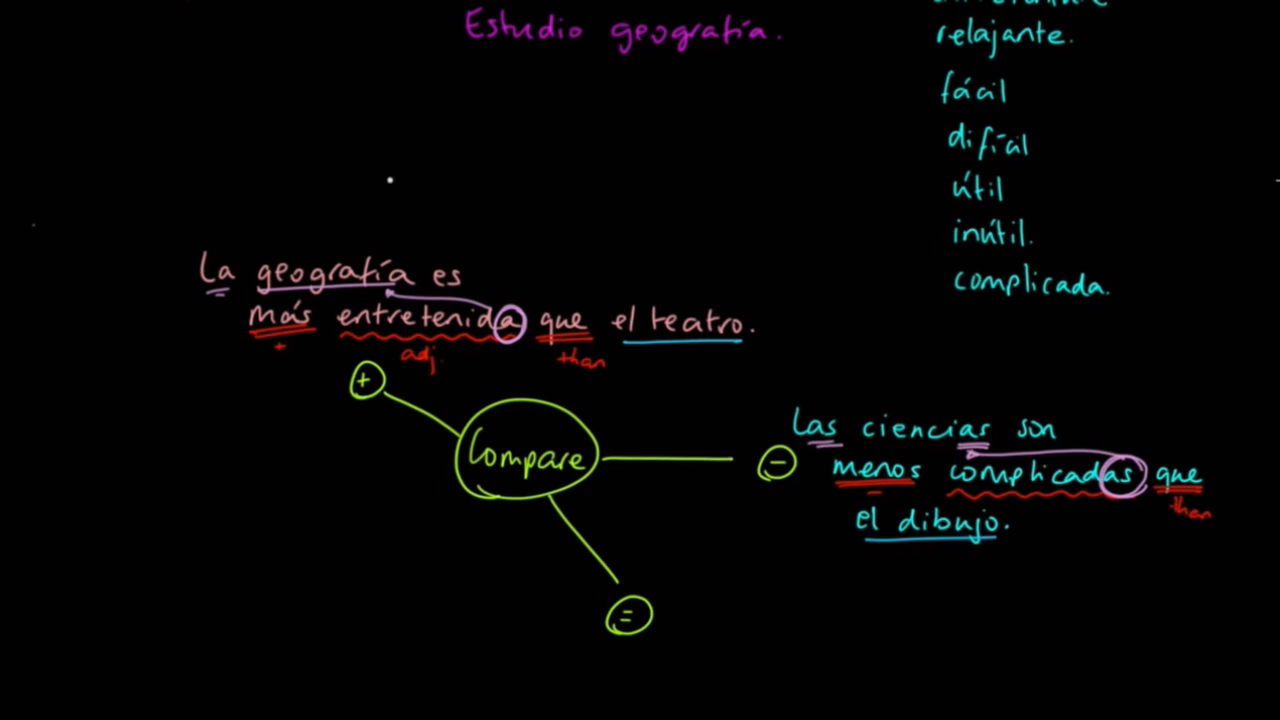 Estudio geografía.
relajante.
fácil
difícil
útil
inútil.
complicada.
La geografía es
más entretenida que el teatro.
+ adj. than
+
Compare
Las ciencias son
-
menos complicadas que
- than
el dibujo.
=